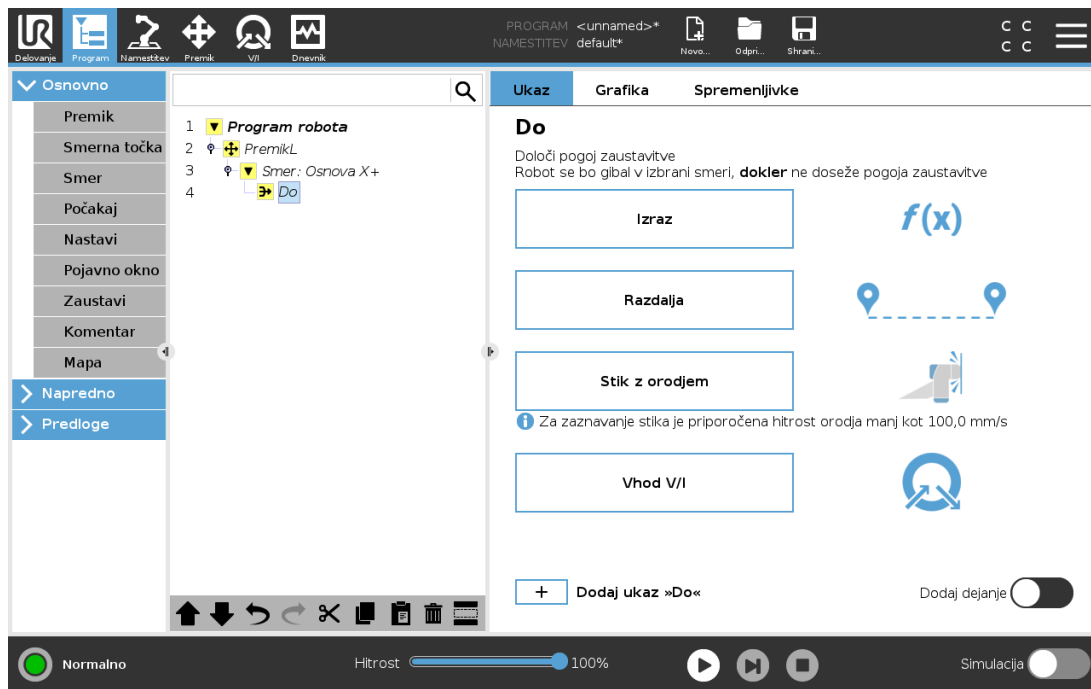 PROGRAM <unnamed>*
NAMESTITEV default*
C C
C C
Delovanje
Program
Namestitev
Premik
V/I
Dnevnik
Novo...
Odpri...
Shrani...
Osnovno
Premik
Smerna točka
Smer
Počakaj
Nastavi
Pojavno okno
Zaustavi
Komentar
Mapa
Napredno
Predloge
1 Program robota
2 PremikL
3 Smer: Osnova X+
4 Do
Ukaz
Grafika
Spremenljivke
Do
Določi pogoj zaustavitve
Robot se bo gibal v izbrani smeri, dokler ne doseže pogoja zaustavitve
Izraz
f(x)
Razdalja
Stik z orodjem
Za zaznavanje stika je priporočena hitrost orodja manj kot 100,0 mm/s
Vhod V/I
+ Dodaj ukaz »Do«
Dodaj dejanje
Normalno
Hitrost
100%
Simulacija